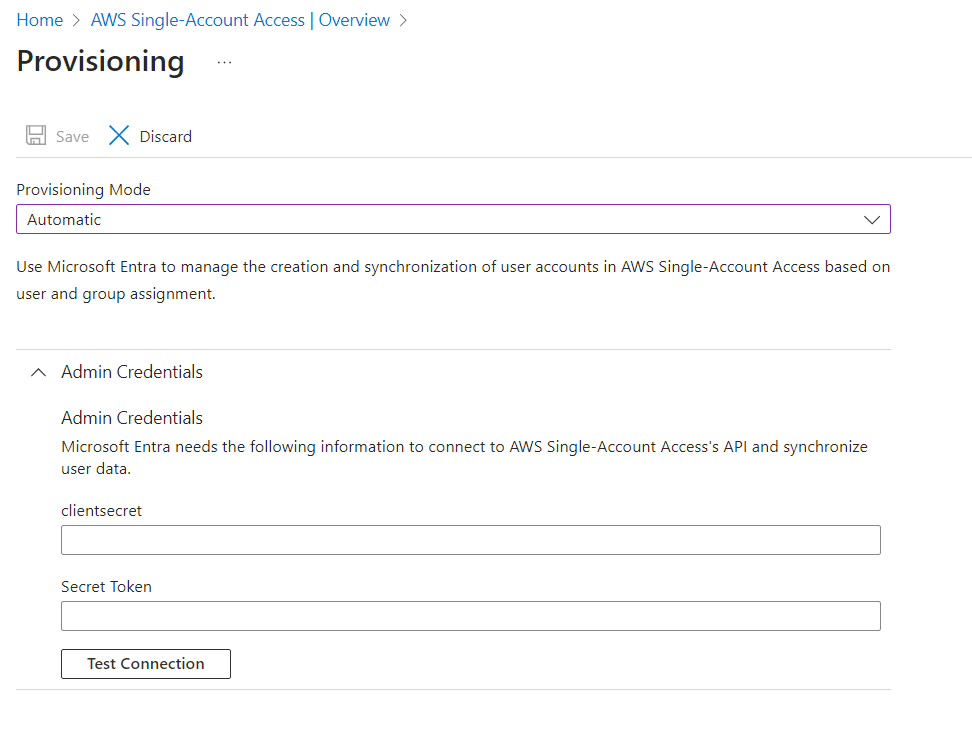 Home > AWS Single-Account Access | Overview >
Provisioning ...
Save Discard
Provisioning Mode
Automatic
Use Microsoft Entra to manage the creation and synchronization of user accounts in AWS Single-Account Access based on
user and group assignment.
Admin Credentials
Admin Credentials
Microsoft Entra needs the following information to connect to AWS Single-Account Access's API and synchronize
user data.
clientsecret
Secret Token
Test Connection